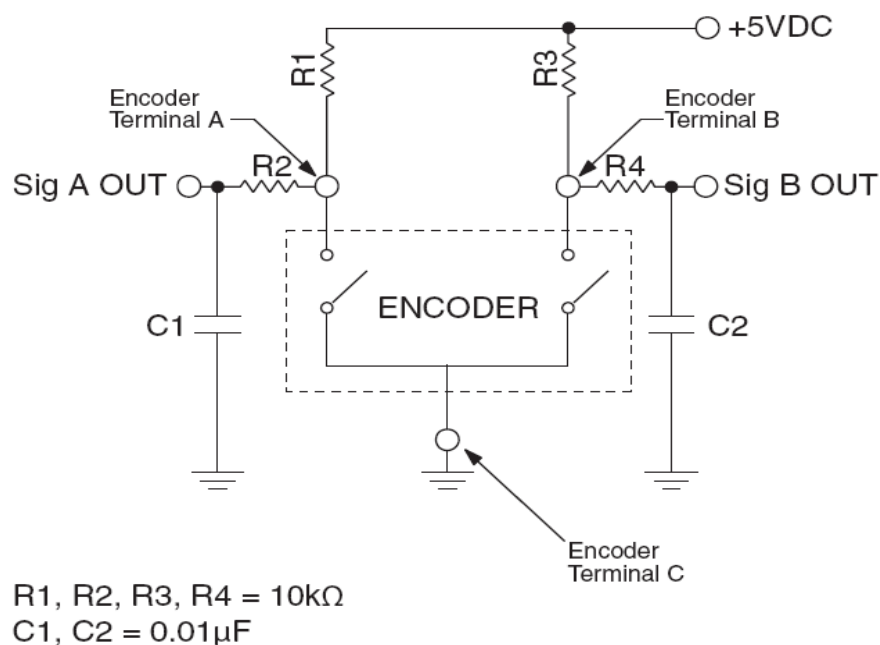 +5VDC
R1
R3
Encoder
Terminal A
Encoder
Terminal B
R2
R4
Sig A OUT
Sig B OUT
ENCODER
C1
C2
Encoder
Terminal C
R1, R2, R3, R4 = 10kΩ
C1, C2 = 0.01µF